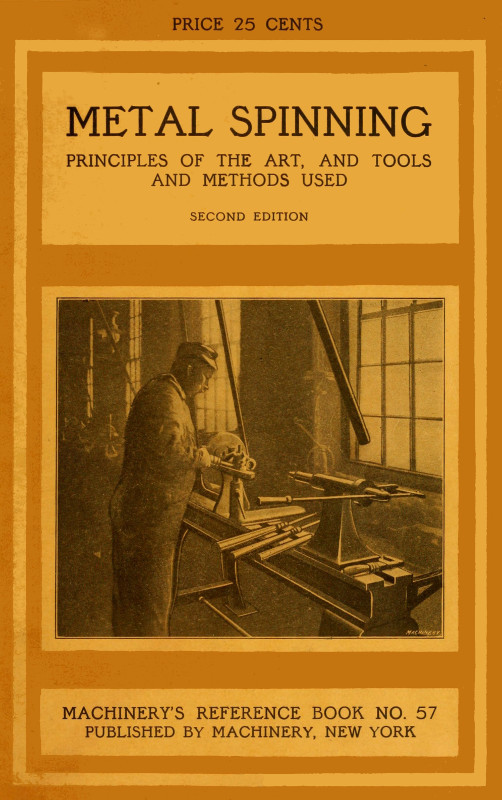 PRICE 25 CENTS
METAL SPINNING
PRINCIPLES OF THE ART, AND TOOLS
AND METHODS USED
SECOND EDITION
MACHINERY
MACHINERY'S REFERENCE BOOK NO. 57
PUBLISHED BY MACHINERY, NEW YORK